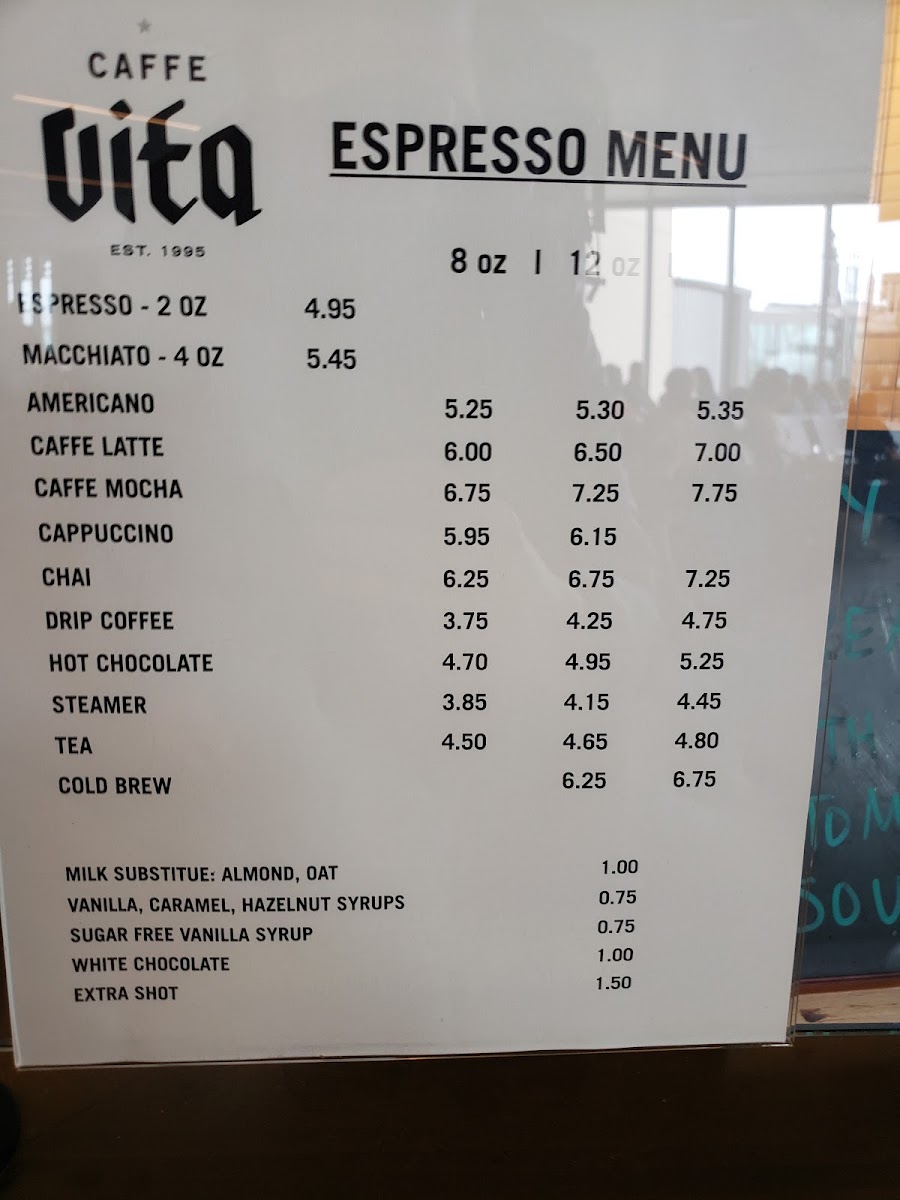 CAFFE
Vita
EST. 1995
ESPRESSO MENU
8 OZ | 12 OZ |
ESPRESSO - 2 OZ 4.95
MACCHIATO - 4 OZ 5.45
AMERICANO 5.25 5.30 5.35
CAFFE LATTE 6.00 6.50 7.00
CAFFE MOCHA 6.75 7.25 7.75
CAPPUCCINO 5.95 6.15
CHAI 6.25 6.75 7.25
DRIP COFFEE 3.75 4.25 4.75
HOT CHOCOLATE 4.70 4.95 5.25
STEAMER 3.85 4.15 4.45
TEA 4.50 4.65 4.80
COLD BREW 6.25 6.75
MILK SUBSTITUE: ALMOND, OAT 1.00
VANILLA, CARAMEL, HAZELNUT SYRUPS 0.75
SUGAR FREE VANILLA SYRUP 0.75
WHITE CHOCOLATE 1.00
EXTRA SHOT 1.50